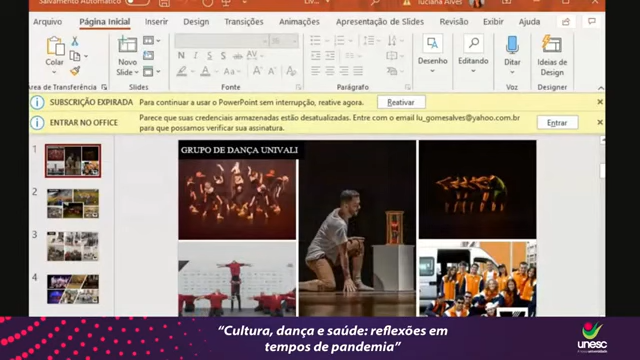 Salvamento Automático
Liv...
luciana Alves
Arquivo
Página Inicial
Inserir
Design
Transições
Animações
Apresentação de Slides
Revisão
Exibir
Ajuda
Colar
Novo
Slide
Desenho
Editando
Ditar
Ideias de
Design
Área de Transferência
Slides
Fonte
Parágrafo
Voz
Designer
SUBSCRIÇÃO EXPIRADA Para continuar a usar o PowerPoint sem interrupção, reative agora.
Reativar
ENTRAR NO OFFICE Parece que suas credenciais armazenadas estão desatualizadas. Entre com o email lu_gomesalves@yahoo.com.br
para que possamos verificar sua assinatura.
Entrar
1
2
3
4
GRUPO DE DANÇA UNIVALI
“Cultura, dança e saúde: reflexões em
tempos de pandemia”
unesc